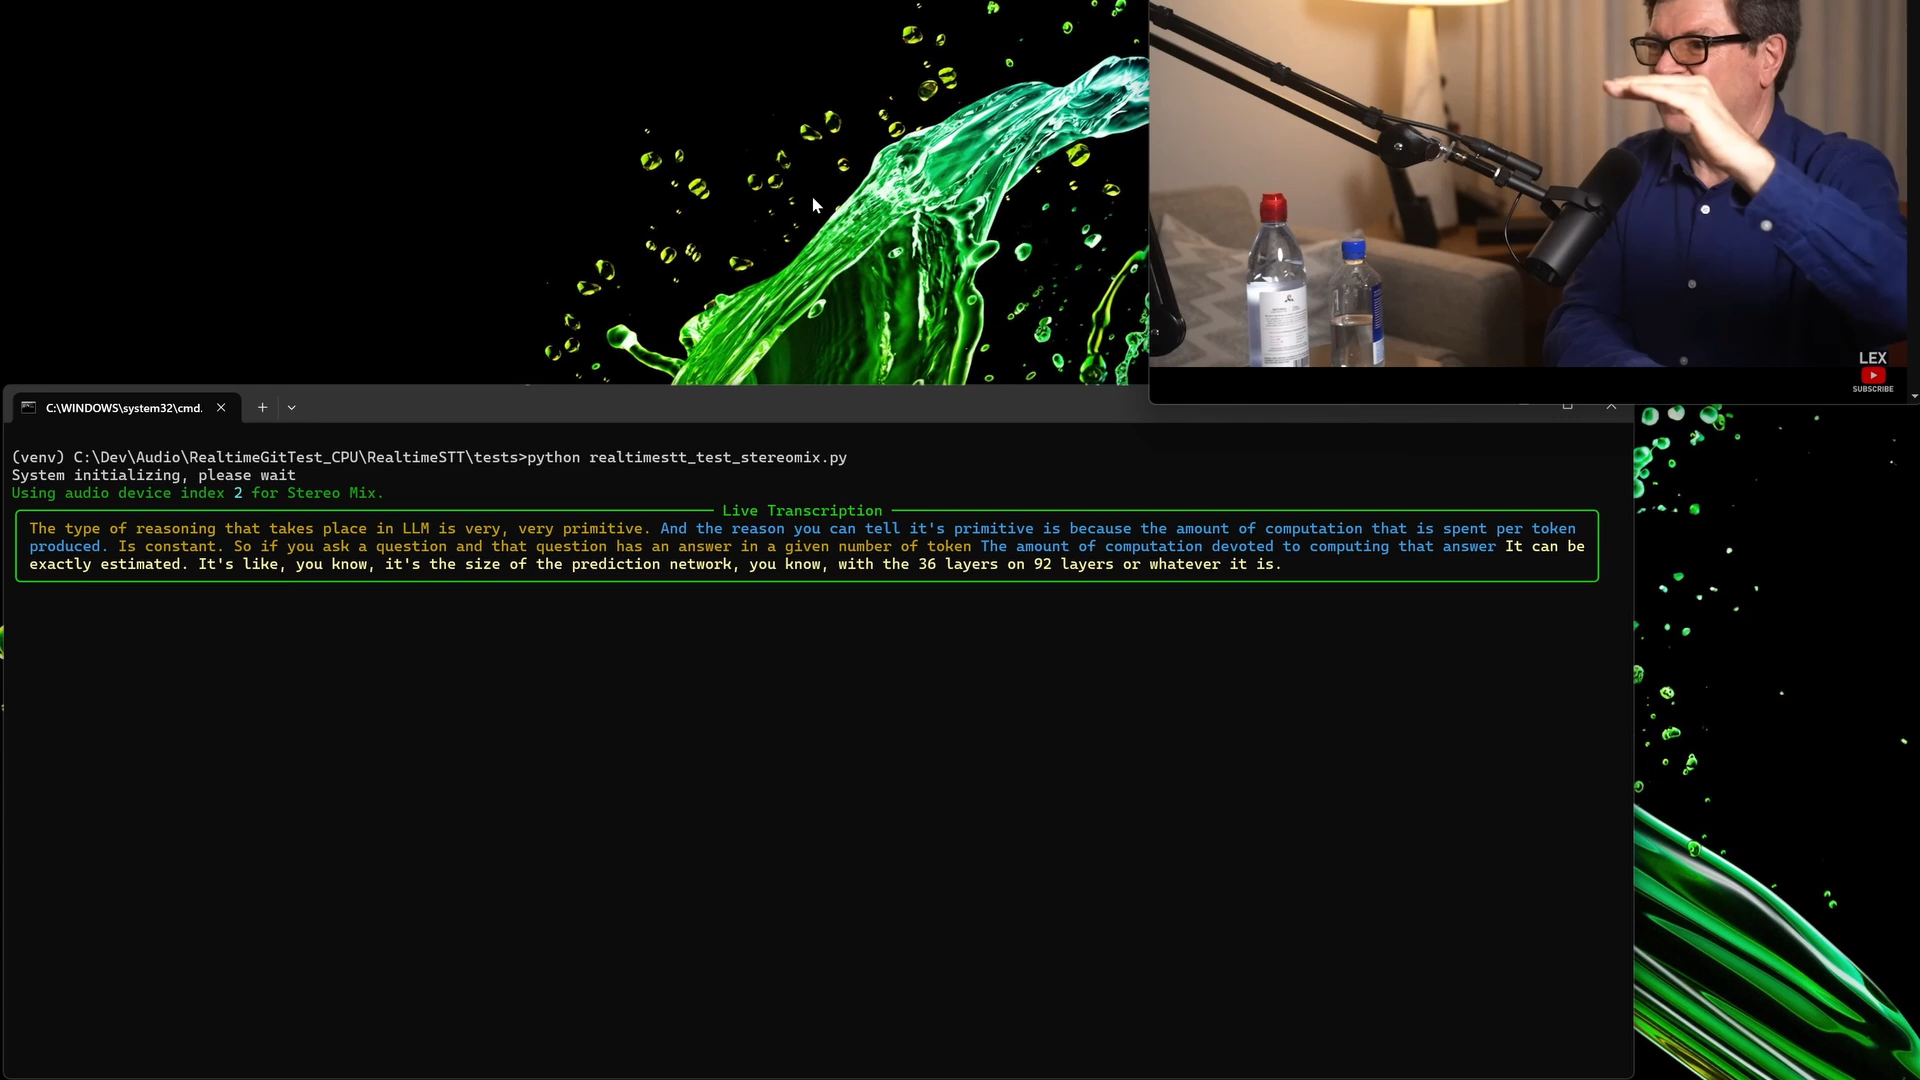 LEX
SUBSCRIBE
C:\WINDOWS\system32\cmd.
(venv) C:\Dev\Audio\RealtimeGitTest_CPU\RealtimeSTT\tests>python realtimestt_test_stereomix.py
System initializing, please wait
Using audio device index 2 for Stereo Mix.
Live Transcription
The type of reasoning that takes place in LLM is very, very primitive. And the reason you can tell it's primitive is because the amount of computation that is spent per token
produced. Is constant. So if you ask a question and that question has an answer in a given number of token The amount of computation devoted to computing that answer It can be
exactly estimated. It's like, you know, it's the size of the prediction network, you know, with the 36 layers on 92 layers or whatever it is.